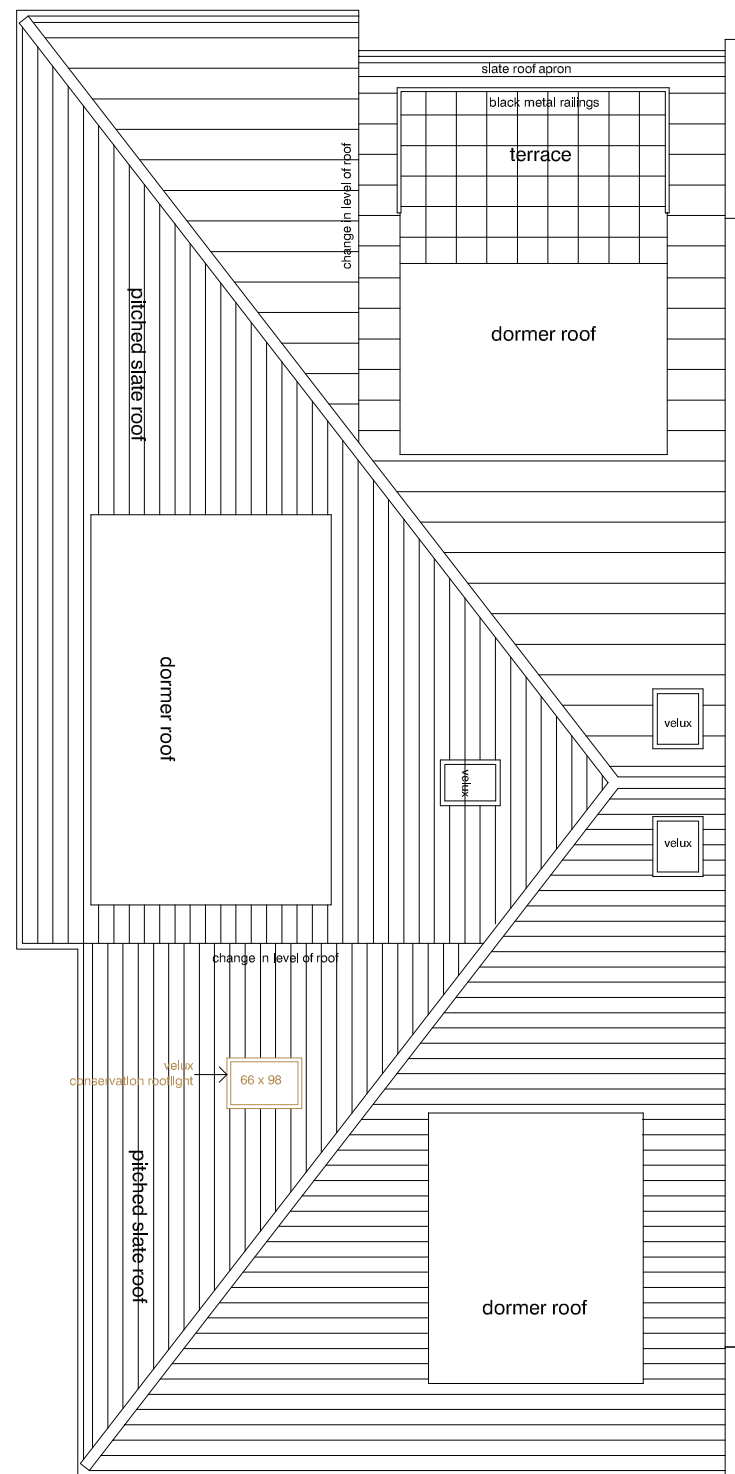 slate roof apron
black metal railings
terrace
change in level of roof
pitched slate roof
dormer roof
dormer roof
velux
velux
velux
change in level of roof
velux
conservation rooflight
66 x 98
pitched slate roof
dormer roof